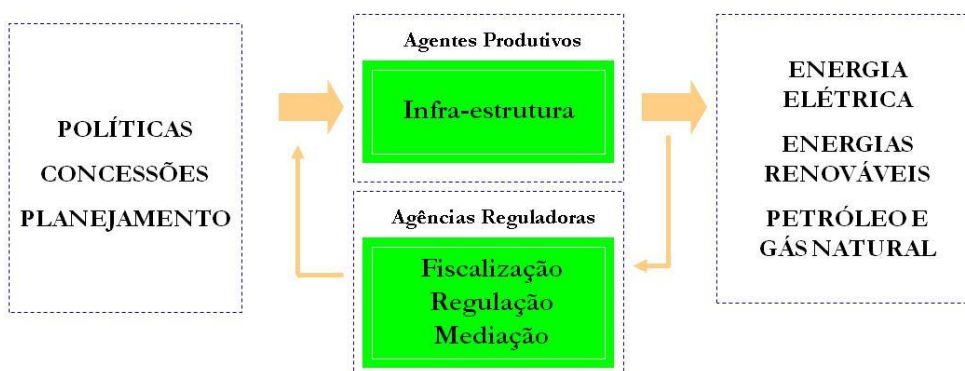 POLÍTICAS
CONCESSÕES
PLANEJAMENTO
Agentes Produtivos
Infra-estrutura
Agências Reguladoras
Fiscalização
Regulação
Mediação
ENERGIA
ELÉTRICA
ENERGIAS
RENOVÁVEIS
PETRÓLEO E
GÁS NATURAL